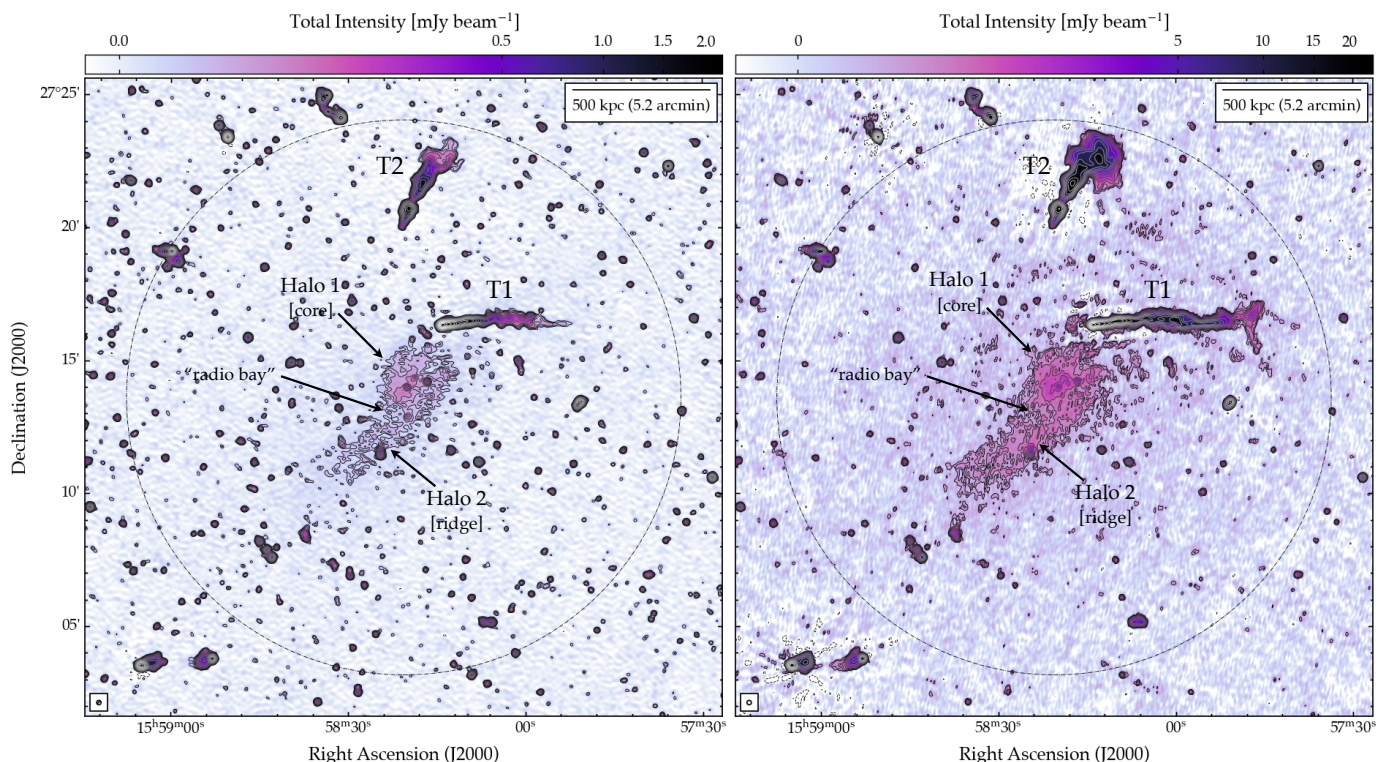 Total Intensity [mJy beam⁻¹]
0.0 0.5 1.0 1.5 2.0
500 kpc (5.2 arcmin)
27°25'
20'
15'
10'
05'
Declination (J2000)
T2
T1
Halo 1
[core]
“radio bay”
Halo 2
[ridge]
15ʰ59ᵐ00ˢ 58ᵐ30ˢ 00ˢ 57ᵐ30ˢ
Right Ascension (J2000)
Total Intensity [mJy beam⁻¹]
0 5 10 15 20
500 kpc (5.2 arcmin)
T2
T1
Halo 1
[core]
“radio bay”
Halo 2
[ridge]
15ʰ59ᵐ00ˢ 58ᵐ30ˢ 00ˢ 57ᵐ30ˢ
Right Ascension (J2000)